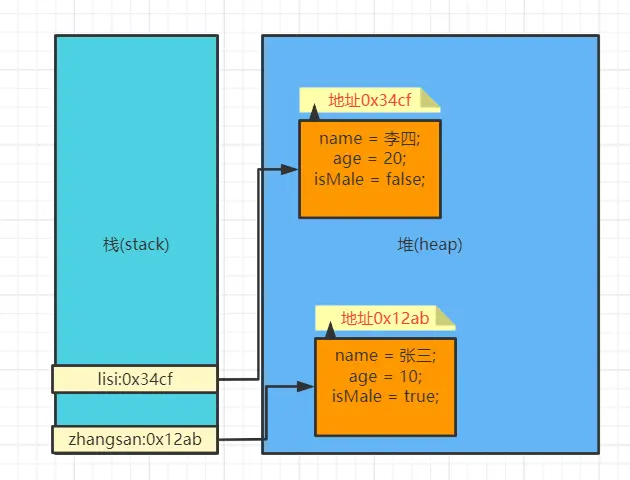 地址0x34cf
name = 李四;
age = 20;
isMale = false;
栈(stack)
堆(heap)
地址0x12ab
name = 张三;
age = 10;
isMale = true;
lisi:0x34cf
zhangsan:0x12ab